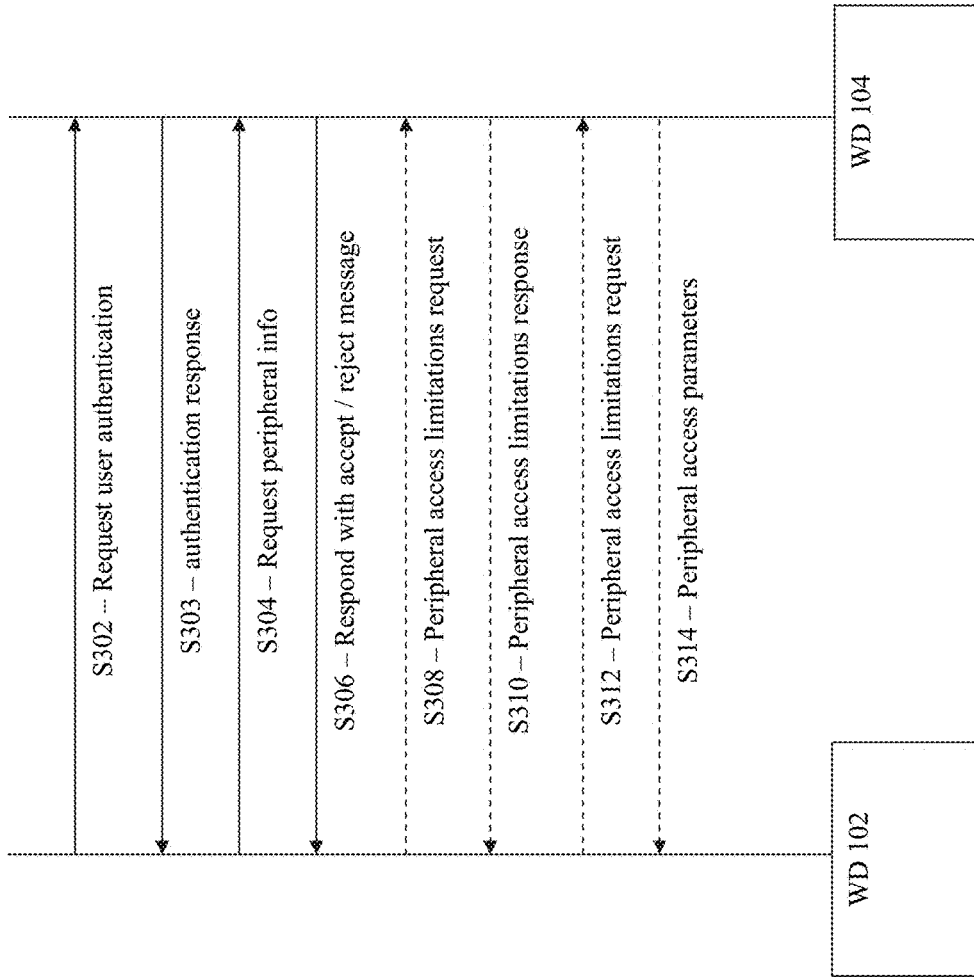 S302 – Request user authentication
S303 – authentication response
S304 – Request peripheral info
S306 – Respond with accept / reject message
S308 – Peripheral access limitations request
S310 – Peripheral access limitations response
S312 – Peripheral access limitations request
S314 – Peripheral access parameters
WD 102
WD 104